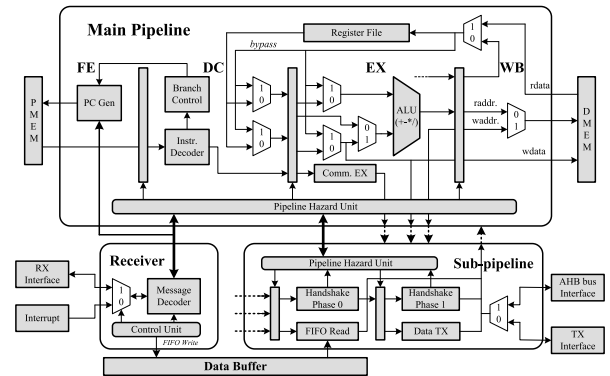 Main Pipeline
Register File
bypass
1
0
FE
DC
EX
WB
rdata
PMEM
PC Gen
Branch
Control
1
0
1
0
ALU
(+-*/)
raddr.
waddr.
0
1
DMEM
Instr.
Decoder
1
0
1
0
0
1
wdata
Comm. EX
Pipeline Hazard Unit
Receiver
Sub-pipeline
Pipeline Hazard Unit
RX
Interface
1
0
Message
Decoder
Handshake
Phase 0
Handshake
Phase 1
AHB bus
Interface
Interrupt
Control Unit
FIFO Read
Data TX
1
0
TX
Interface
FIFO Write
Data Buffer